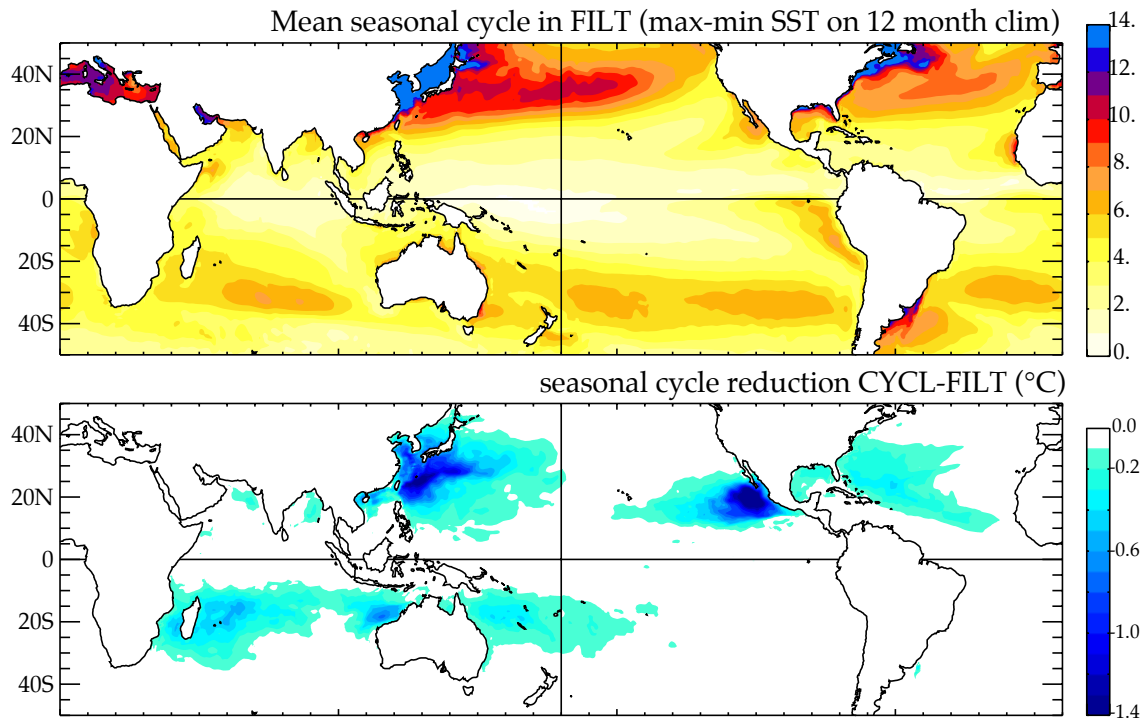 Mean seasonal cycle in FILT (max-min SST on 12 month clim)
14.
12.
10.
8.
6.
4.
2.
0.
40N
20N
0
20S
40S
seasonal cycle reduction CYCL-FILT (°C)
0.0
-0.2
-0.6
-1.0
-1.4
40N
20N
0
20S
40S